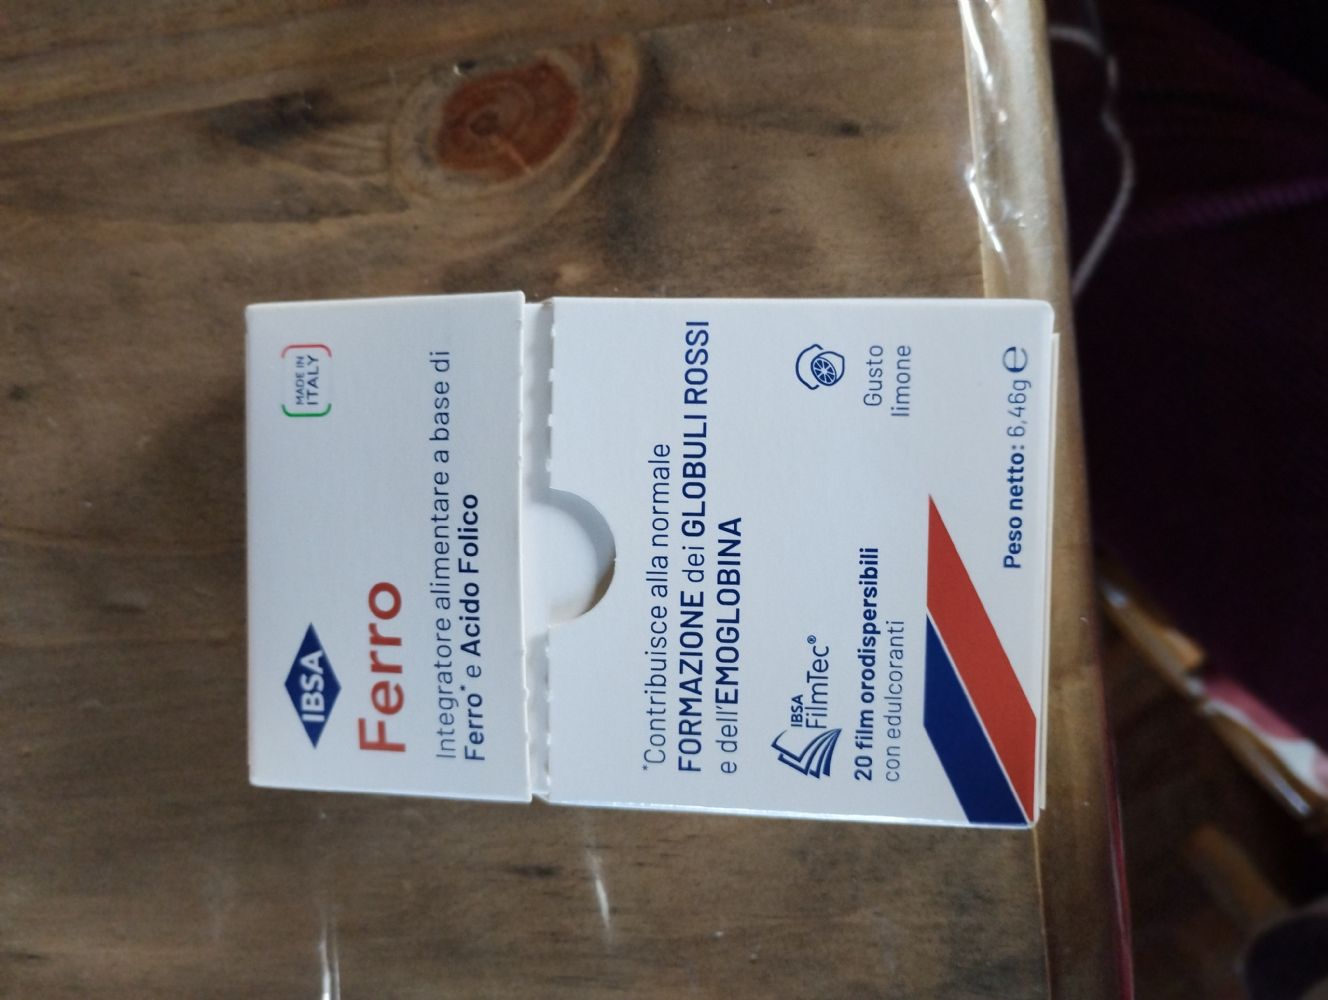 IBSA
MADE IN
ITALY
Ferro
Integratore alimentare a base di
Ferro* e Acido Folico
*Contribuisce alla normale
FORMAZIONE dei GLOBULI ROSSI
e dell'EMOGLOBINA
IBSA
FilmTec®
Gusto
limone
20 film orodispersibili
con edulcoranti
Peso netto: 6,46g ℮